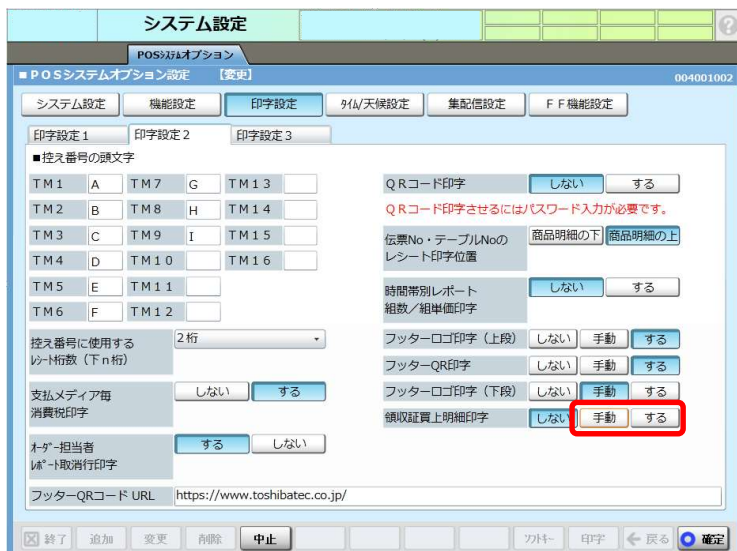 システム設定
POSｼｽﾃﾑオプション
■ＰＯＳシステムオプション設定　【変更】
004001002
システム設定　機能設定　印字設定　ﾀｲﾑ/天候設定　集配信設定　ＦＦ機能設定
印字設定１　印字設定２　印字設定３
■控え番号の頭文字
ＴＭ１　A　ＴＭ７　G　ＴＭ１３
ＴＭ２　B　ＴＭ８　H　ＴＭ１４
ＴＭ３　C　ＴＭ９　I　ＴＭ１５
ＴＭ４　D　ＴＭ１０　ＴＭ１６
ＴＭ５　E　ＴＭ１１
ＴＭ６　F　ＴＭ１２
控え番号に使用する
ﾚｼｰﾄ桁数（下ｎ桁）
２桁
支払メディア毎
消費税印字
しない　する
ｵｰﾀﾞｰ担当者
ﾚﾎﾟｰﾄ取消行印字
する　しない
ＱＲコード印字　しない　する
ＱＲコード印字させるにはパスワード入力が必要です。
伝票No・テーブルNoの
レシート印字位置
商品明細の下　商品明細の上
時間帯別レポート
組数／組単価印字
しない　する
フッターロゴ印字（上段）　しない　手動　する
フッターQR印字　しない　手動　する
フッターロゴ印字（下段）　しない　手動　する
領収証買上明細印字　しない　手動　する
フッターQRコード URL　https://www.toshibatec.co.jp/
終了　追加　変更　削除　中止　ｿﾌﾄｷｰ　印字　戻る　確定